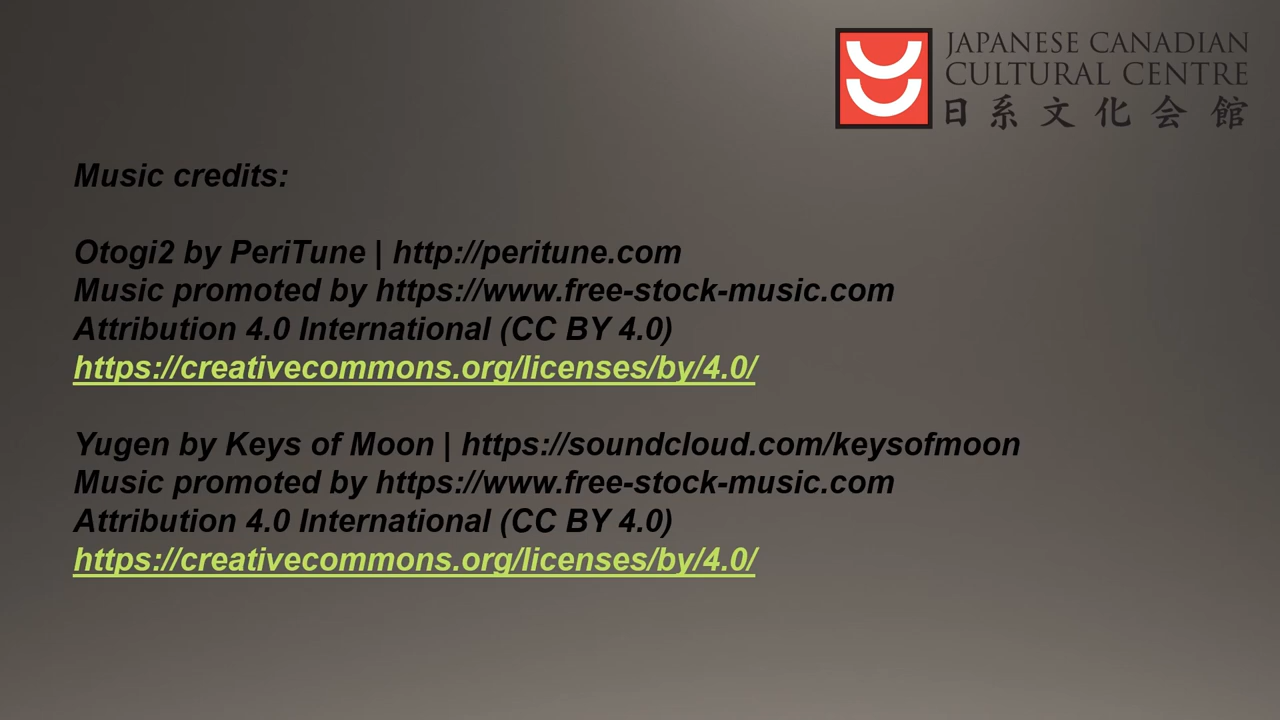 JAPANESE CANADIAN
CULTURAL CENTRE
日系文化会館
Music credits:
Otogi2 by PeriTune | http://peritune.com
Music promoted by https://www.free-stock-music.com
Attribution 4.0 International (CC BY 4.0)
https://creativecommons.org/licenses/by/4.0/
Yugen by Keys of Moon | https://soundcloud.com/keysofmoon
Music promoted by https://www.free-stock-music.com
Attribution 4.0 International (CC BY 4.0)
https://creativecommons.org/licenses/by/4.0/